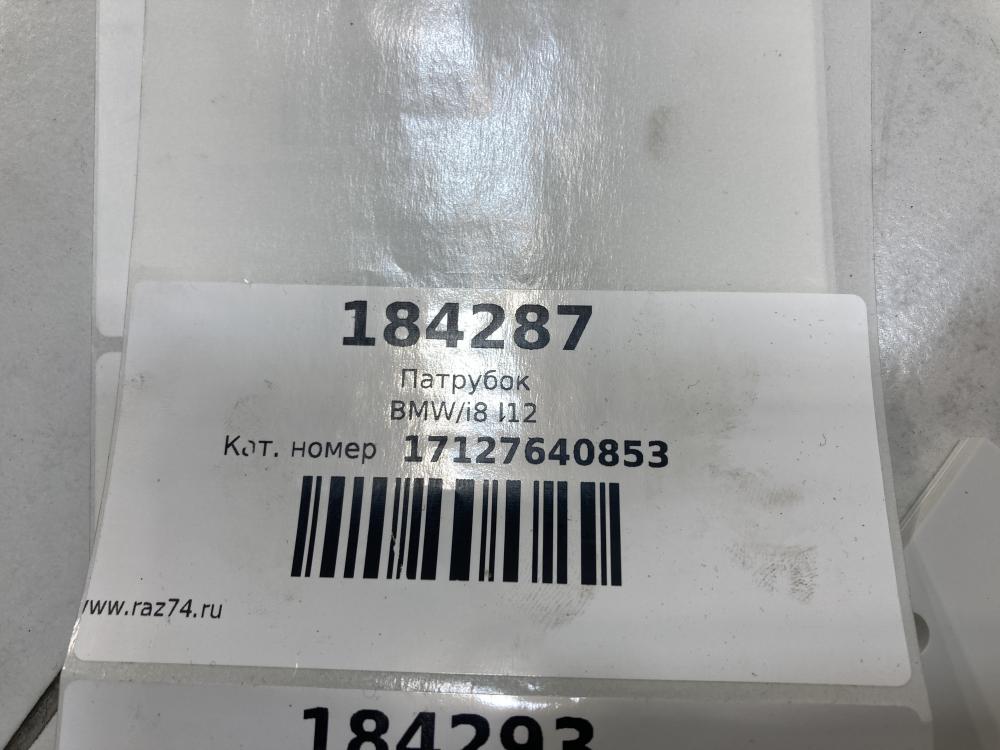 184287
Патрубок
BMW/i8 I12
Кат. номер 17127640853
www.raz74.ru
184293